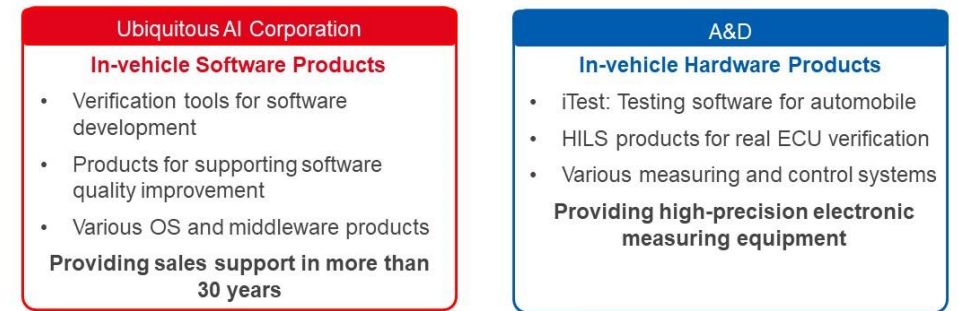 Ubiquitous AI Corporation
In-vehicle Software Products
• Verification tools for software
development
• Products for supporting software
quality improvement
• Various OS and middleware products
Providing sales support in more than
30 years
A&D
In-vehicle Hardware Products
• iTest: Testing software for automobile
• HILS products for real ECU verification
• Various measuring and control systems
Providing high-precision electronic
measuring equipment